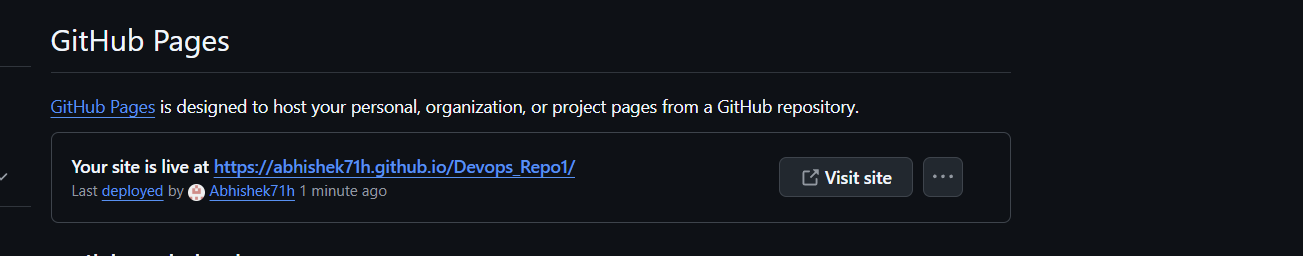 GitHub Pages
GitHub Pages is designed to host your personal, organization, or project pages from a GitHub repository.
Your site is live at https://abhishek71h.github.io/Devops_Repo1/
Last deployed by Abhishek71h 1 minute ago
Visit site